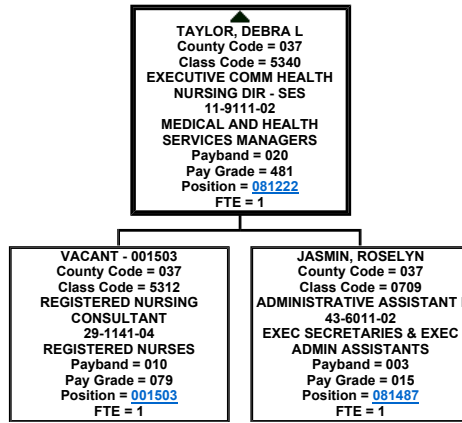 TAYLOR, DEBRA L
County Code = 037
Class Code = 5340
EXECUTIVE COMM HEALTH
NURSING DIR - SES
11-9111-02
MEDICAL AND HEALTH
SERVICES MANAGERS
Payband = 020
Pay Grade = 481
Position = 081222
FTE = 1
VACANT - 001503
County Code = 037
Class Code = 5312
REGISTERED NURSING
CONSULTANT
29-1141-04
REGISTERED NURSES
Payband = 010
Pay Grade = 079
Position = 001503
FTE = 1
JASMIN, ROSELYN
County Code = 037
Class Code = 0709
ADMINISTRATIVE ASSISTANT
43-6011-02
EXEC SECRETARIES & EXEC
ADMIN ASSISTANTS
Payband = 003
Pay Grade = 015
Position = 081487
FTE = 1